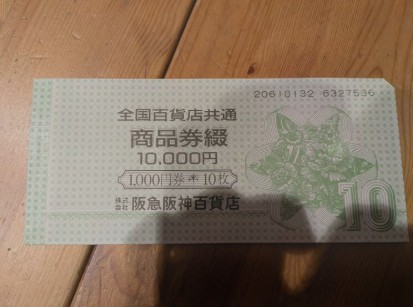 20610132 6327536
全国百貨店共通
商品券綴
10,000円
1,000円券＊10枚
株式会社 阪急阪神百貨店
10